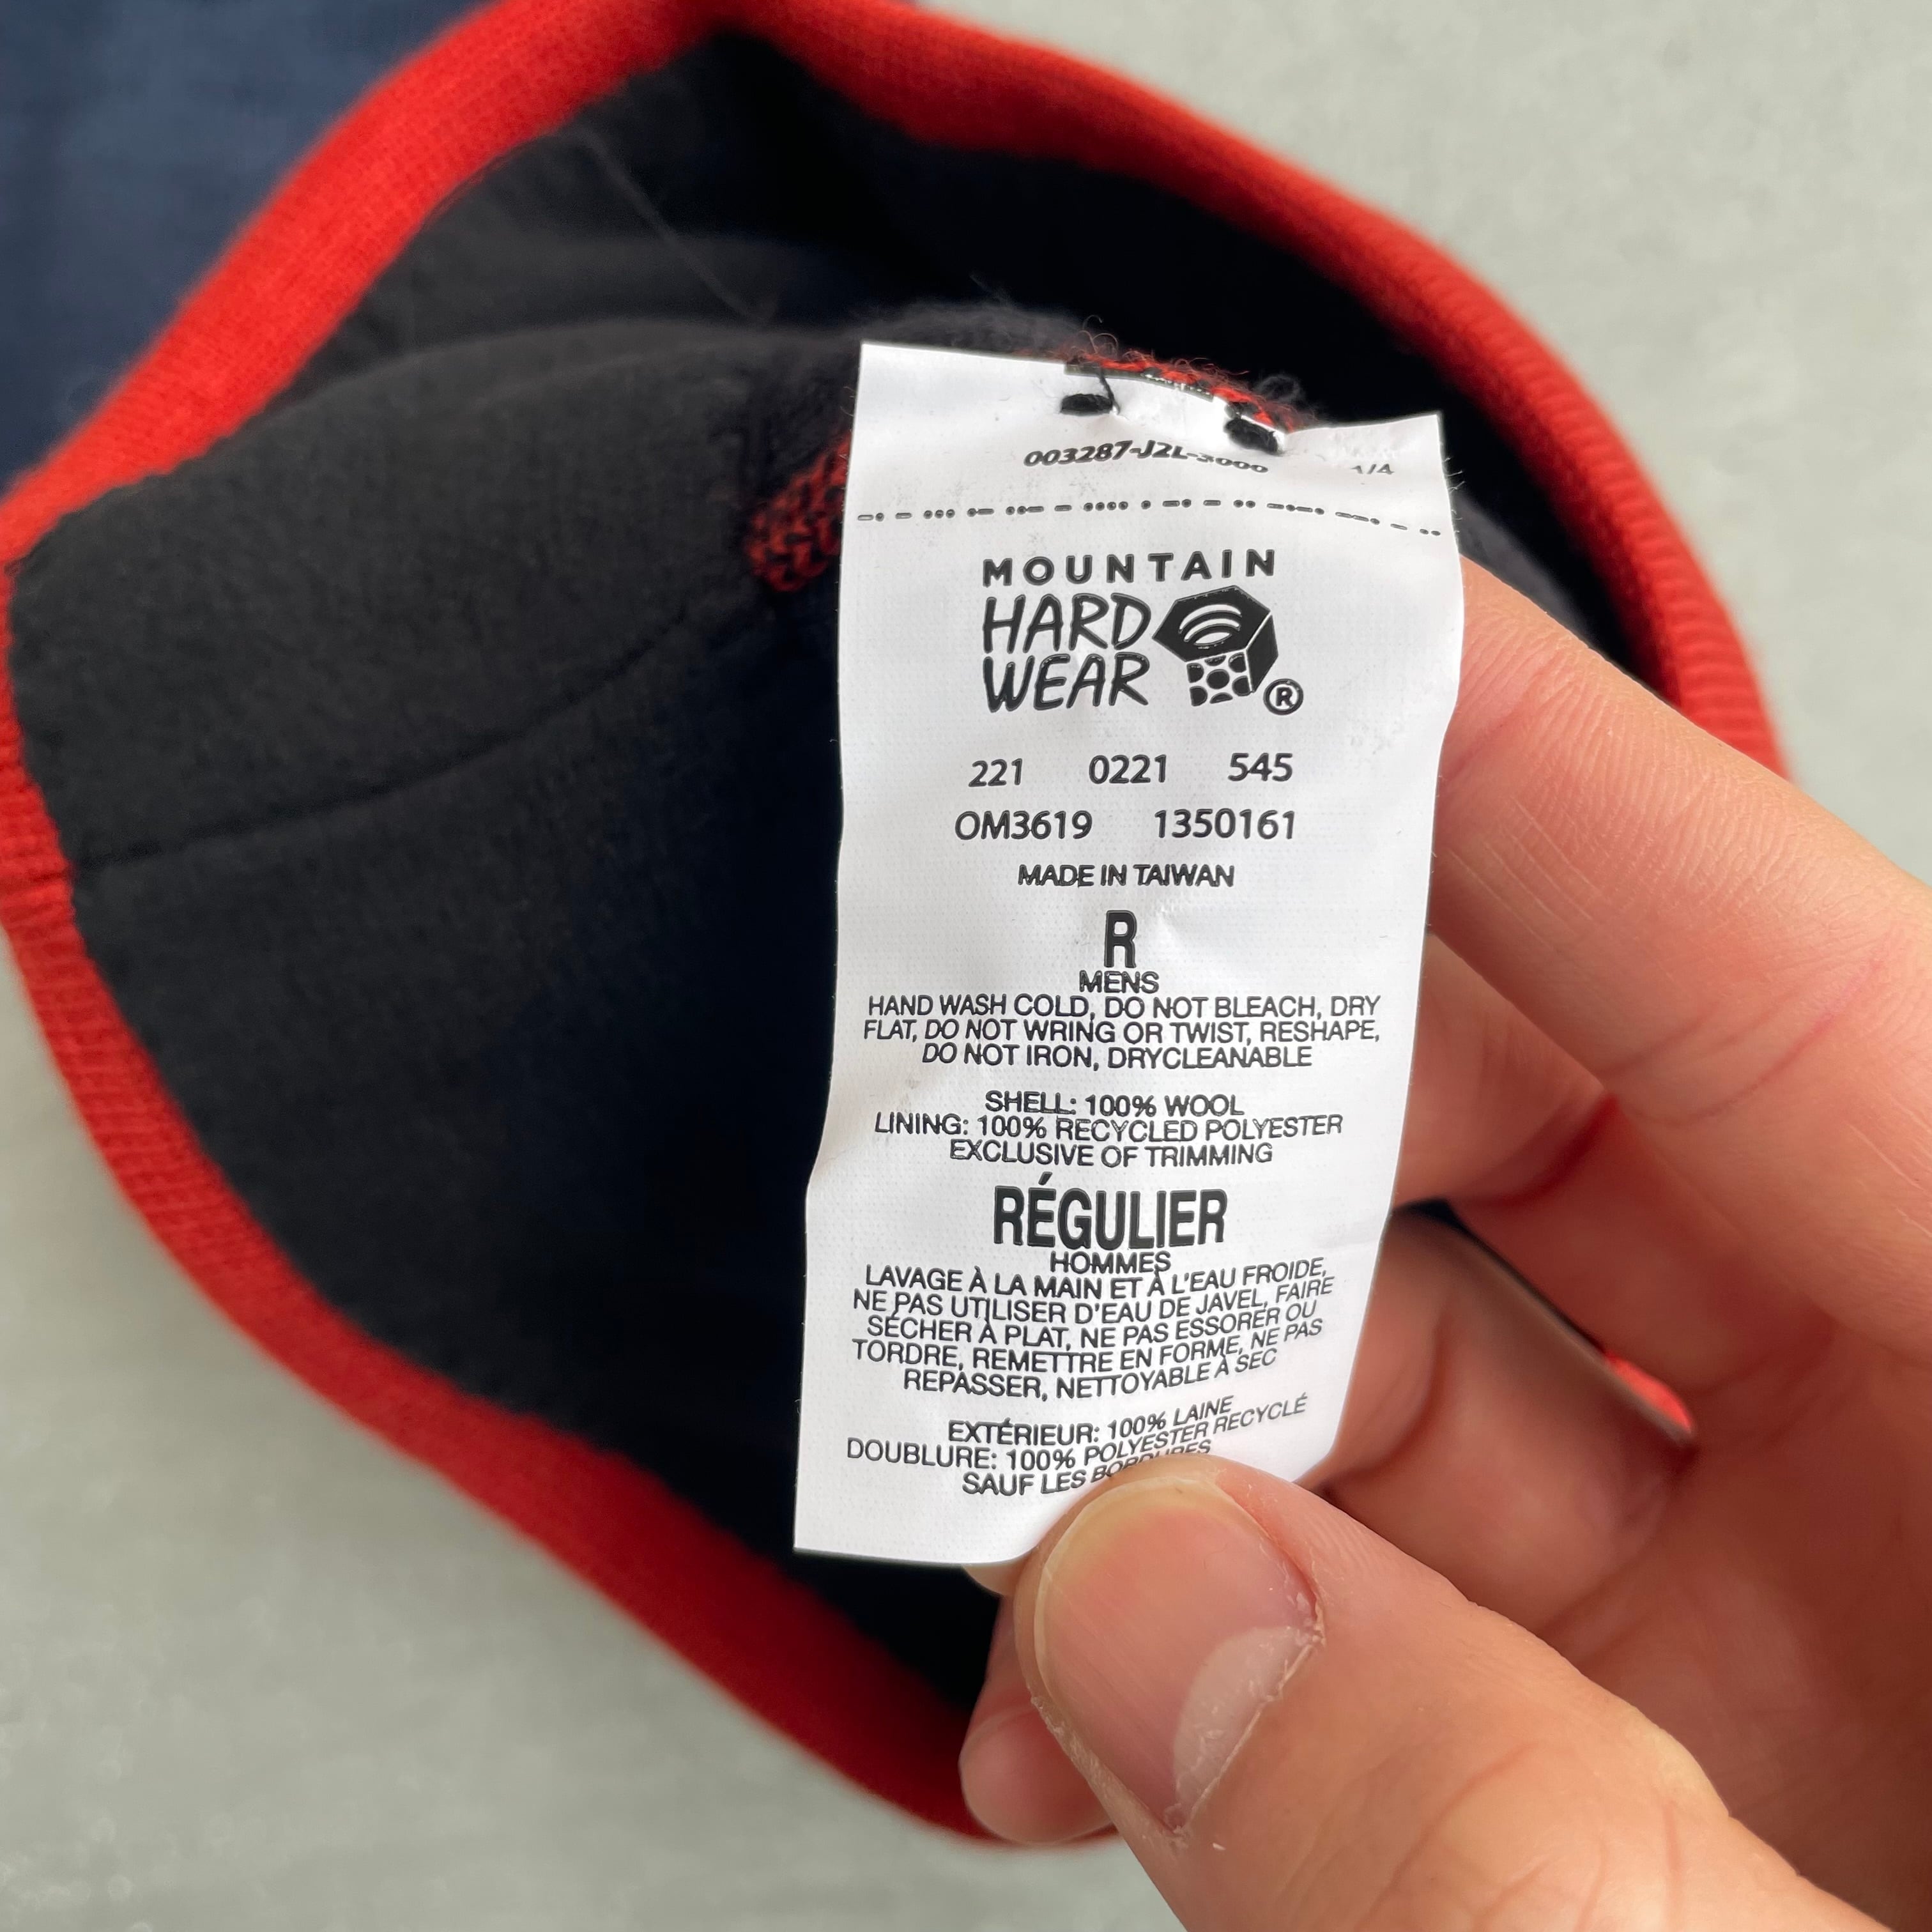 003287-J2L-
MOUNTAIN
HARD
WEAR ®
221 0221 545
OM3619 1350161
MADE IN TAIWAN
R
MENS
HAND WASH COLD, DO NOT BLEACH, DRY
FLAT, DO NOT WRING OR TWIST, RESHAPE,
DO NOT IRON, DRYCLEANABLE
SHELL: 100% WOOL
LINING: 100% RECYCLED POLYESTER
EXCLUSIVE OF TRIMMING
RÉGULIER
HOMMES
LAVAGE À LA MAIN ET À L'EAU FROIDE,
NE PAS UTILISER D'EAU DE JAVEL, FAIRE
SÉCHER À PLAT, NE PAS ESSORER OU
TORDRE, REMETTRE EN FORME, NE PAS
REPASSER, NETTOYABLE À SEC
EXTÉRIEUR: 100% LAINE
DOUBLURE: 100% POLYESTER RECYCLÉ
SAUF LES BORDURES